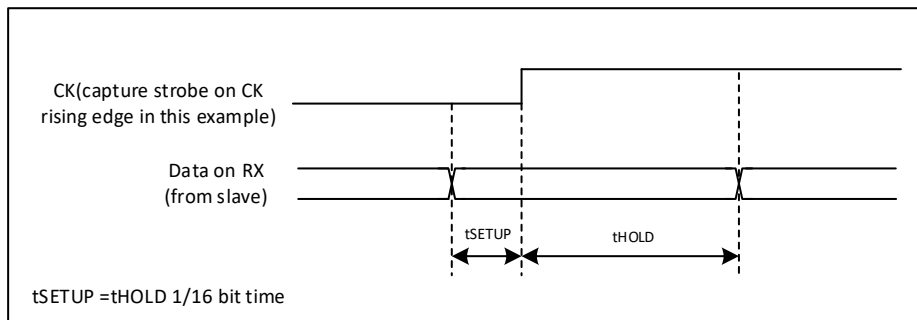 CK(capture strobe on CK
rising edge in this example)
Data on RX
(from slave)
tSETUP
tHOLD
tSETUP =tHOLD 1/16 bit time